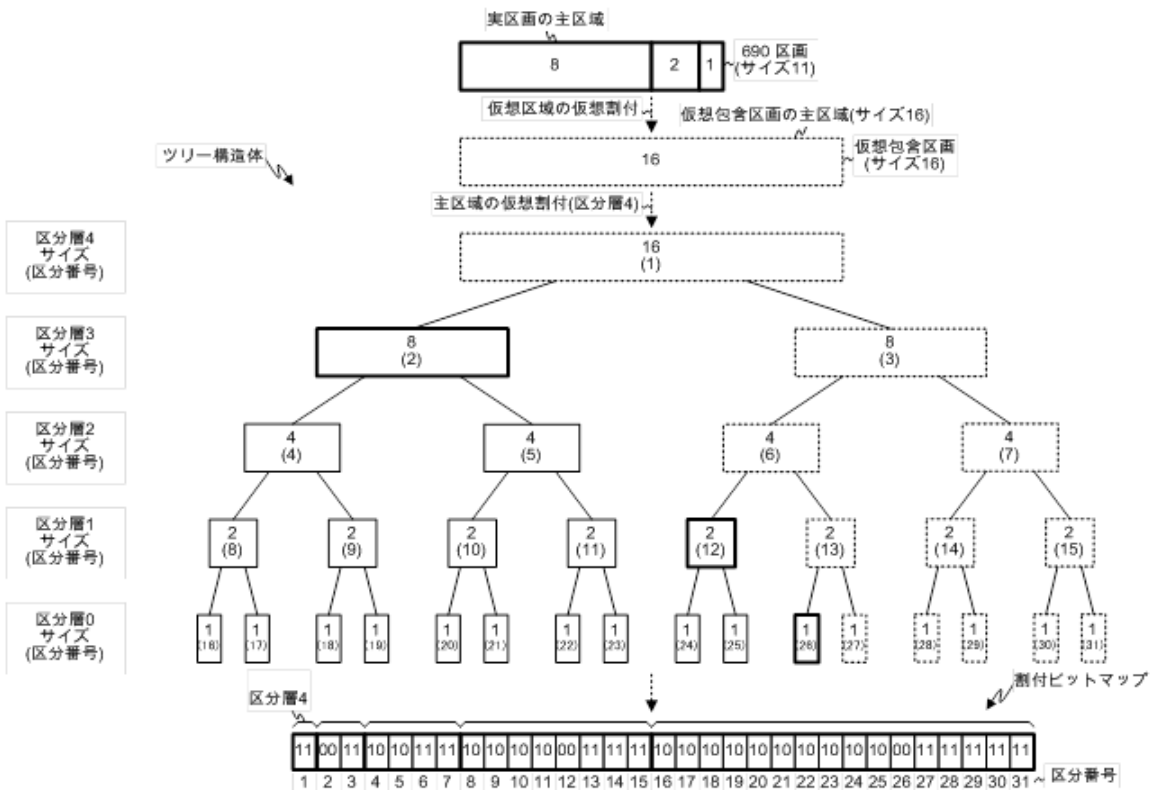 実区画の主区域
8 2 1
690 区画
(サイズ11)
仮想区域の仮想割付
仮想包含区画の主区域(サイズ16)
16
仮想包含区画
(サイズ16)
ツリー構造体
主区域の仮想割付(区分層4)
区分層4
サイズ
(区分番号)
16
(1)
区分層3
サイズ
(区分番号)
8 8
(2) (3)
区分層2
サイズ
(区分番号)
4 4 4 4
(4) (5) (6) (7)
区分層1
サイズ
(区分番号)
2 2 2 2 2 2 2 2
(8) (9) (10) (11) (12) (13) (14) (15)
区分層0
サイズ
(区分番号)
1 1 1 1 1 1 1 1 1 1 1 1 1 1 1 1
(16) (17) (18) (19) (20) (21) (22) (23) (24) (25) (26) (27) (28) (29) (30) (31)
区分層4
割付ビットマップ
11 00 11 10 10 11 11 10 10 10 10 00 11 11 11 10 10 10 10 10 10 10 10 10 10 00 11 11 11 11 11
1 2 3 4 5 6 7 8 9 10 11 12 13 14 15 16 17 18 19 20 21 22 23 24 25 26 27 28 29 30 31
区分番号